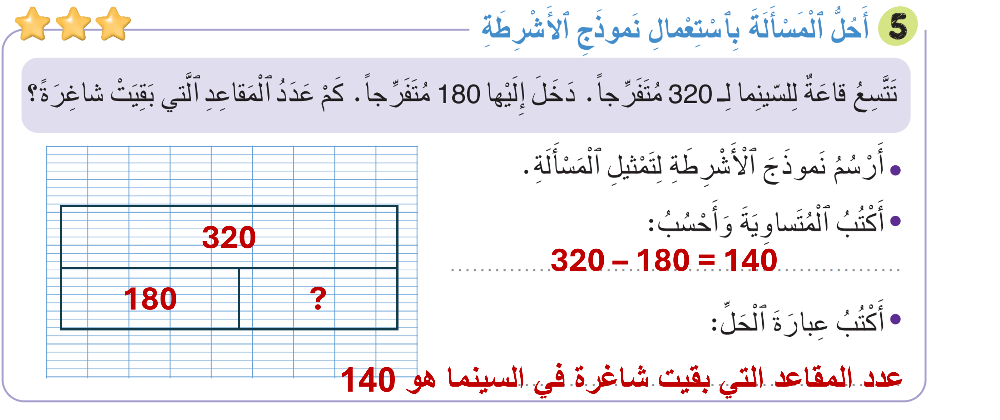 5 أَحُلُّ ٱلْمَسْأَلَةَ بِٱسْتِعْمالِ نَموذَجِ ٱلأَشْرِطَةِ
تَتَّسِعُ قاعَةٌ لِلسّينِما لِـ 320 مُتَفَرِّجاً. دَخَلَ إِلَيْها 180 مُتَفَرِّجاً. كَمْ عَدَدُ ٱلْمَقاعِدِ ٱلَّتي بَقِيَتْ شاغِرَةً؟
• أَرْسُمُ نَموذَجَ ٱلْأَشْرِطَةِ لِتَمْثيلِ ٱلْمَسْأَلَةِ.
• أَكْتُبُ ٱلْمُتَساوِيَةَ وَأَحْسُبُ:
320 – 180 = 140
• أَكْتُبُ عِبارَةَ ٱلْحَلِّ:
عدد المقاعد التي بقيت شاغرة في السينما هو 140
320
180 ?